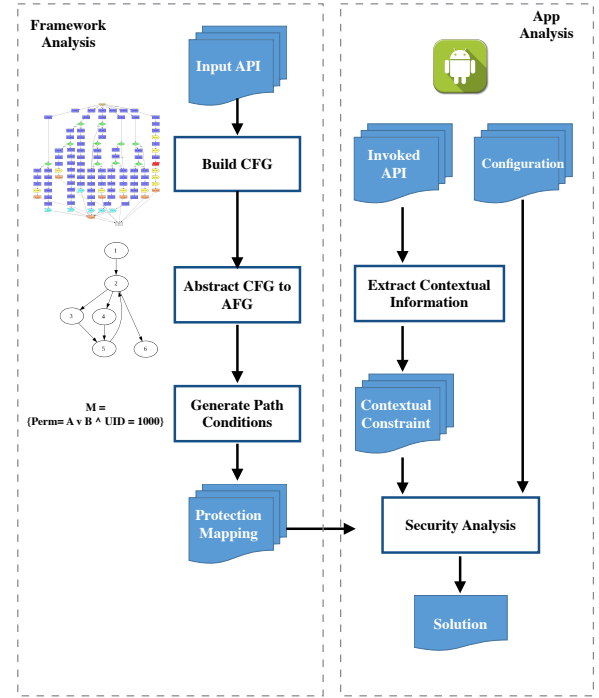 Framework
Analysis
Input API
Build CFG
1
2
3
4
5
6
Abstract CFG to
AFG
M =
{Perm= A v B ^ UID = 1000}
Generate Path
Conditions
Protection
Mapping
App
Analysis
Invoked
API
Configuration
Extract Contextual
Information
Contextual
Constraint
Security Analysis
Solution